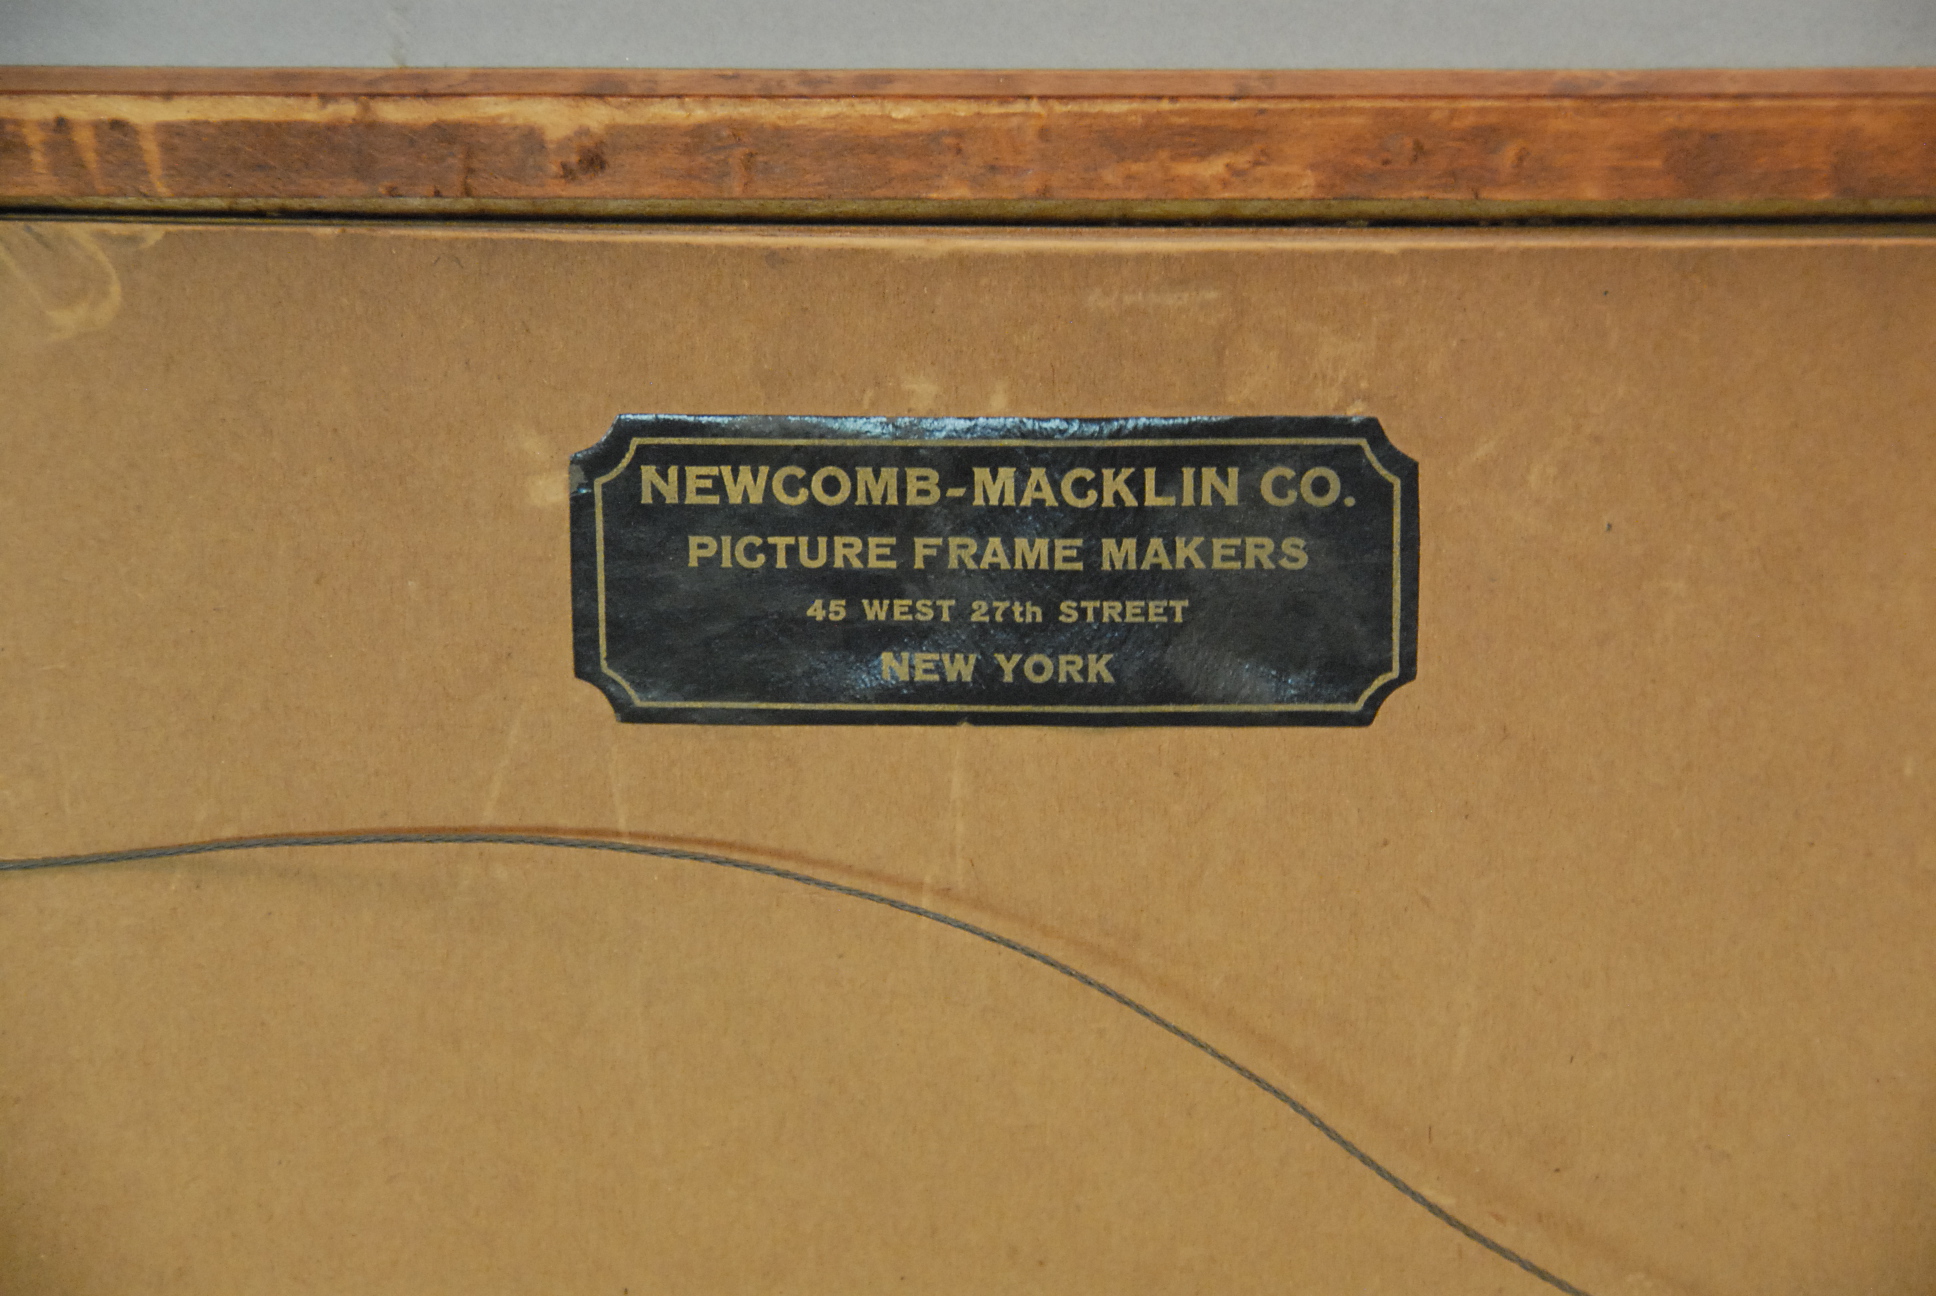 NEWCOMB-MACKLIN CO.
PICTURE FRAME MAKERS
45 WEST 27th STREET
NEW YORK